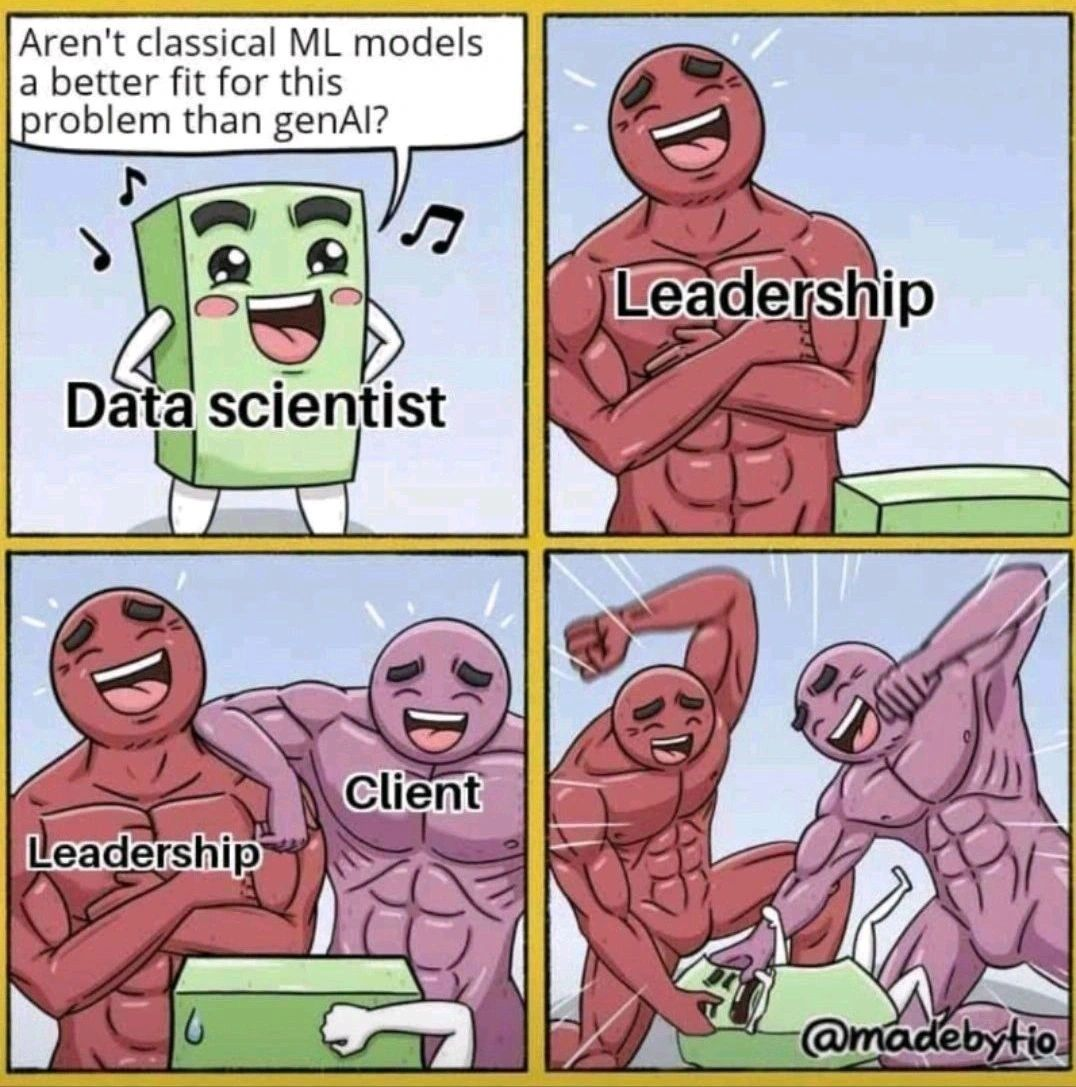 Aren't classical ML models
a better fit for this
problem than genAI?
Data scientist
Leadership
Leadership
Client
@madebytio